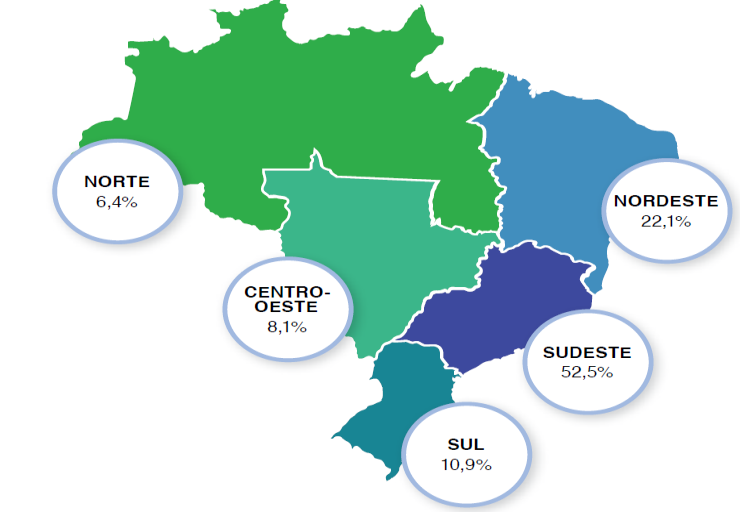 NORTE
6,4%
NORDESTE
22,1%
CENTRO-
OESTE
8,1%
SUDESTE
52,5%
SUL
10,9%